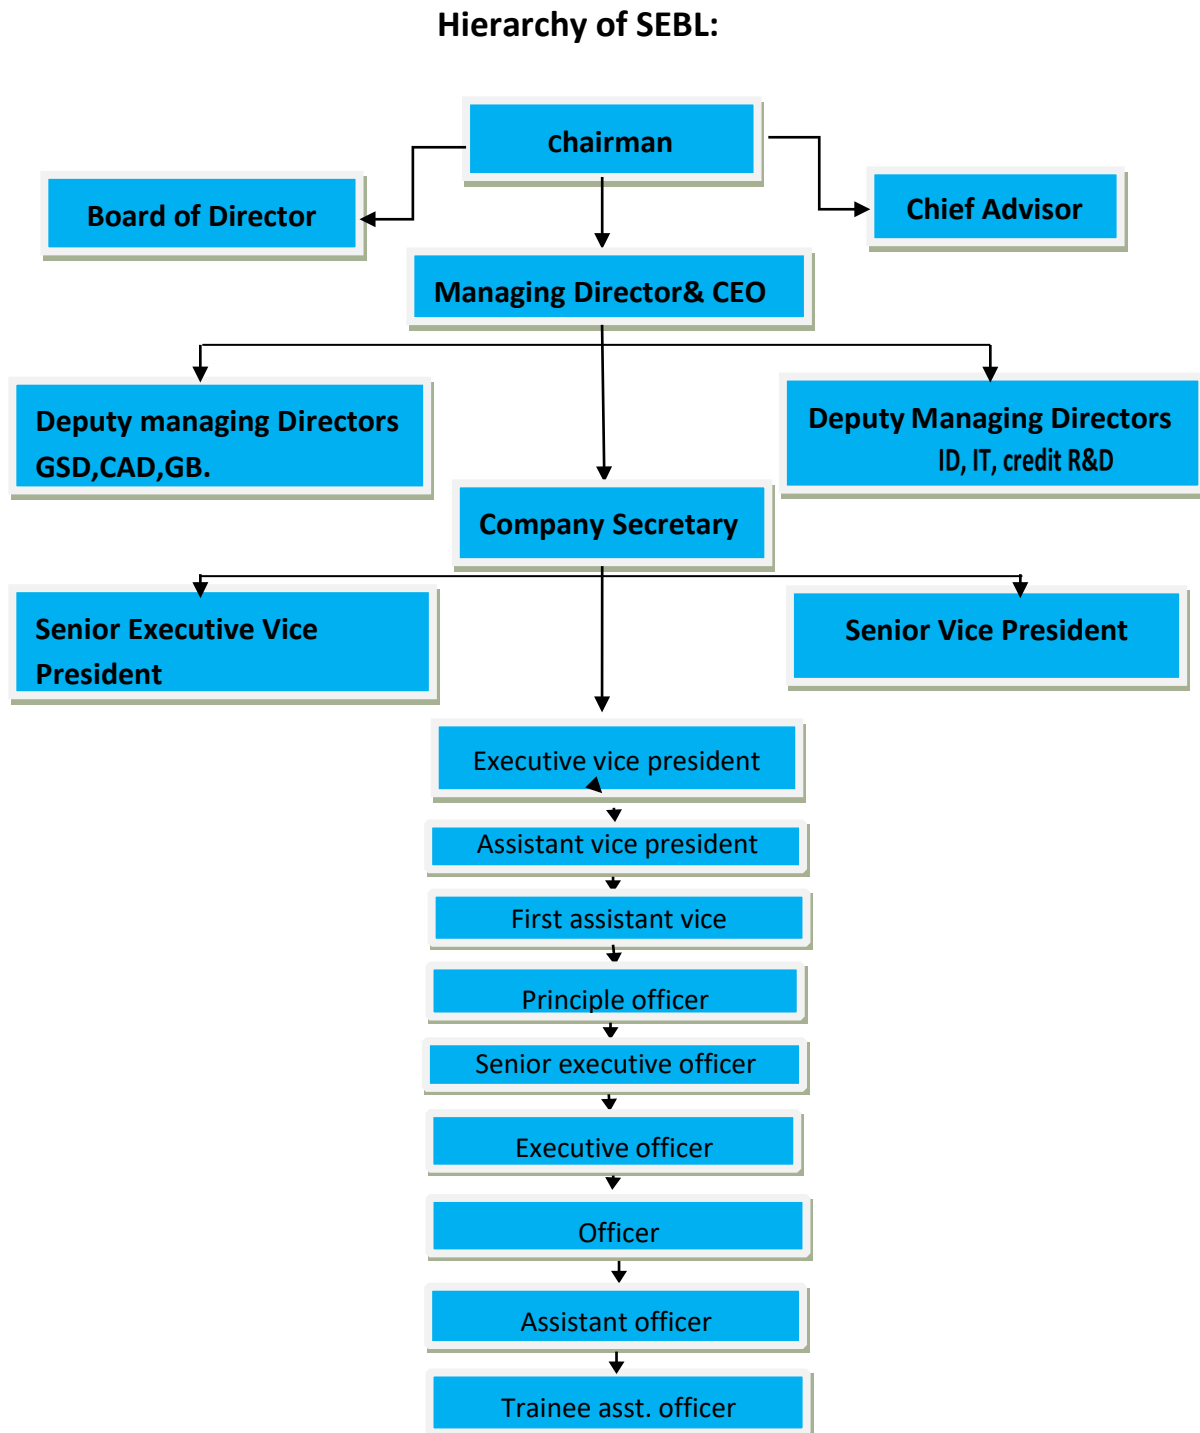 Hierarchy of SEBL:
chairman
Board of Director
Chief Advisor
Managing Director& CEO
Deputy managing Directors
GSD,CAD,GB.
Deputy Managing Directors
ID, IT, credit R&D
Company Secretary
Senior Executive Vice
President
Senior Vice President
Executive vice president
Assistant vice president
First assistant vice
Principle officer
Senior executive officer
Executive officer
Officer
Assistant officer
Trainee asst. officer